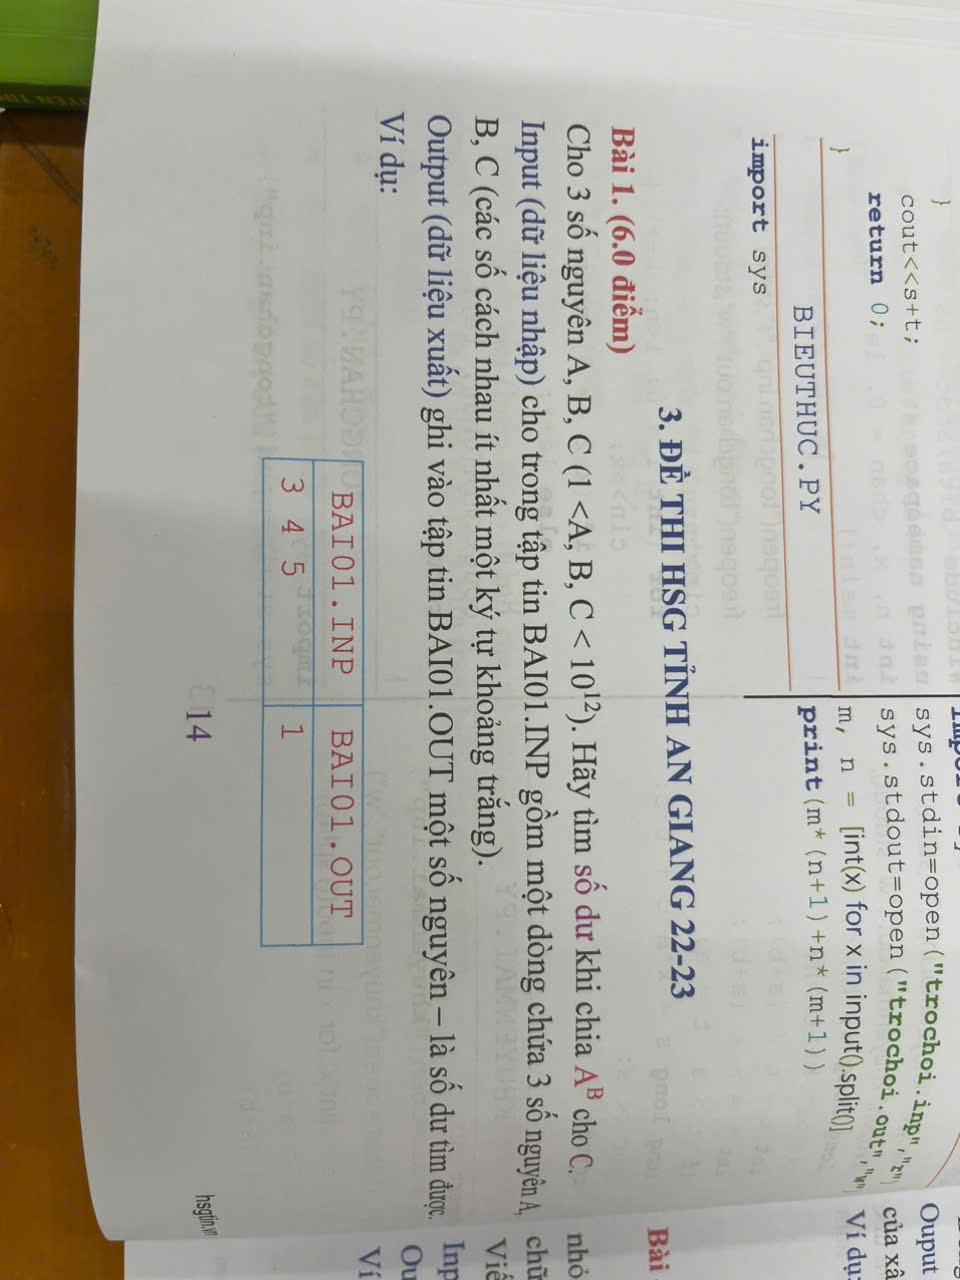 }
cout<<s+t;
return 0;
}
BIEUTHUC.PY
import sys
sys.stdin=open("trochoi.inp","r")
sys.stdout=open("trochoi.out","w")
m, n = [int(x) for x in input().split()]
print(m*(n+1)+n*(m+1))
3. ĐỀ THI HSG TỈNH AN GIANG 22-23
Bài 1. (6.0 điểm)
Cho 3 số nguyên A, B, C (1 <A, B, C < 10¹²). Hãy tìm số dư khi chia Aᴮ cho C.
Input (dữ liệu nhập) cho trong tập tin BAI01.INP gồm một dòng chứa 3 số nguyên A,
B, C (các số cách nhau ít nhất một ký tự khoảng trắng).
Output (dữ liệu xuất) ghi vào tập tin BAI01.OUT một số nguyên – là số dư tìm được.
Ví dụ:
BAI01.INP BAI01.OUT
3 4 5 1
14
hsgtin.vn
Ouput
của xâ
Ví dụ
Bài
nhỏ
chữ
Viế
Inp
Ou
Ví